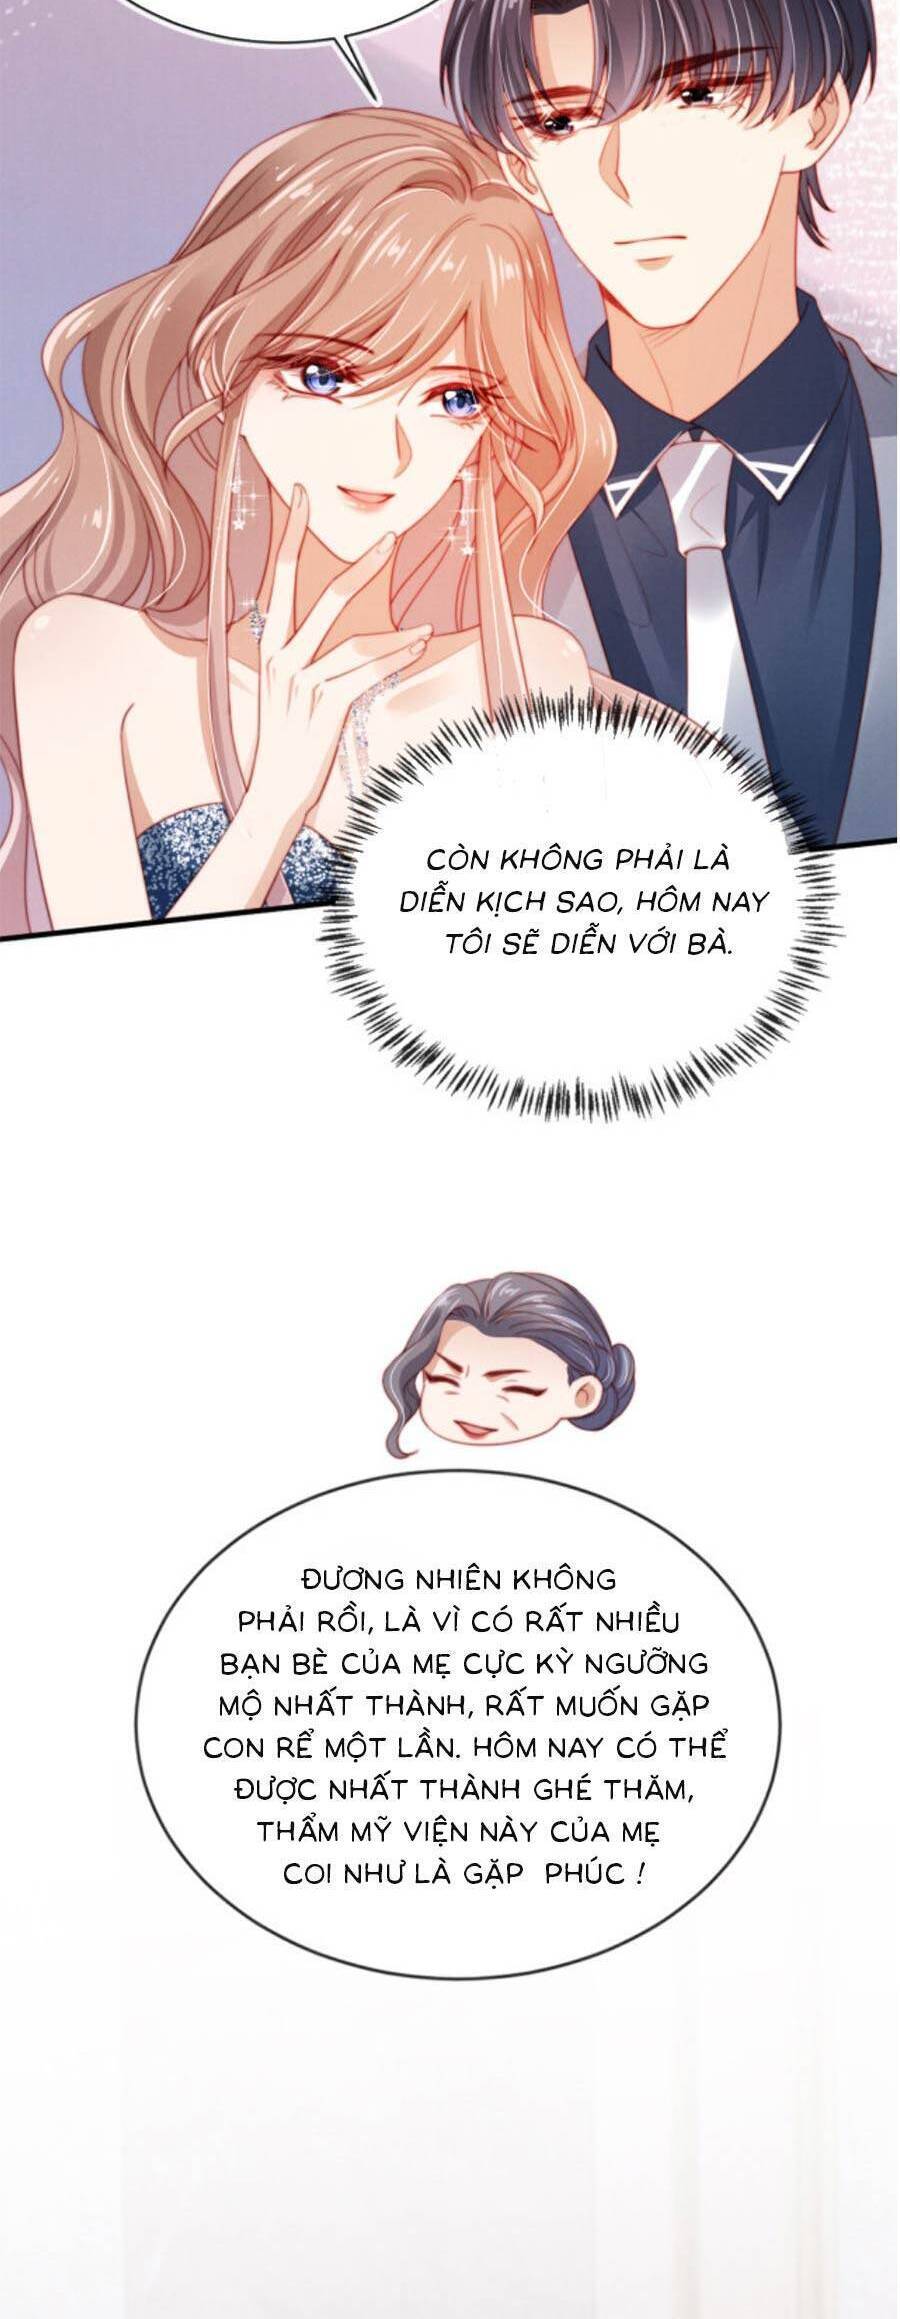 CÒN KHÔNG PHẢI LÀ
DIỄN KỊCH SAO, HÔM NAY
TÔI SẼ DIỄN VỚI BÀ.
ĐƯƠNG NHIÊN KHÔNG
PHẢI RỒI, LÀ VÌ CÓ RẤT NHIỀU
BẠN BÈ CỦA MẸ CỰC KỲ NGƯỠNG
MỘ NHẤT THÀNH, RẤT MUỐN GẶP
CON RỂ MỘT LẦN. HÔM NAY CÓ THỂ
ĐƯỢC NHẤT THÀNH GHÉ THĂM,
THẨM MỸ VIỆN NÀY CỦA MẸ
COI NHƯ LÀ GẶP PHÚC !